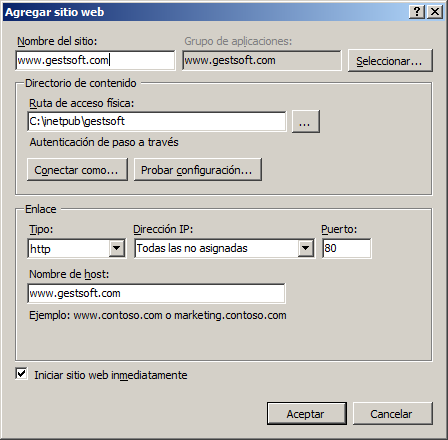 Agregar sitio web
Nombre del sitio: Grupo de aplicaciones:
www.gestsoft.com www.gestsoft.com Seleccionar...
Directorio de contenido
Ruta de acceso física:
C:\inetpub\gestsoft ...
Autenticación de paso a través
Conectar como... Probar configuración...
Enlace
Tipo: Dirección IP: Puerto:
http Todas las no asignadas 80
Nombre de host:
www.gestsoft.com
Ejemplo: www.contoso.com o marketing.contoso.com
Iniciar sitio web inmediatamente
Aceptar Cancelar